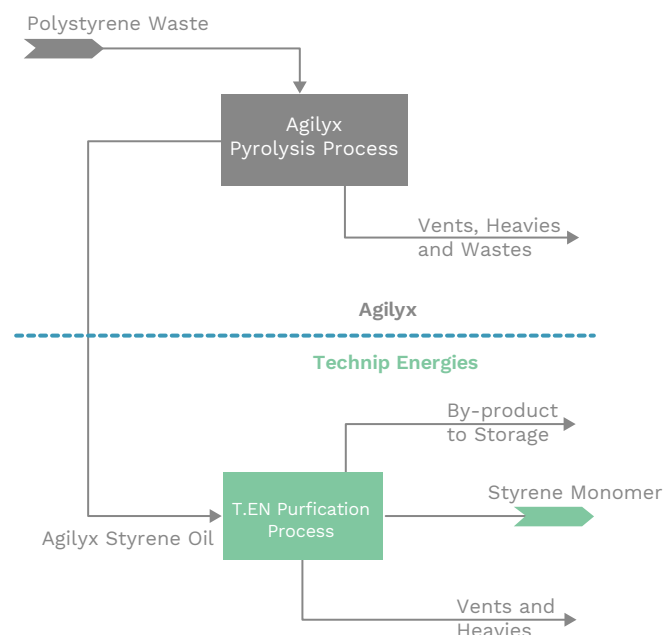 Polystyrene Waste
Agilyx
Pyrolysis Process
Vents, Heavies
and Wastes
Agilyx
Technip Energies
By-product
to Storage
Styrene Monomer
T.EN Purfication
Process
Agilyx Styrene Oil
Vents and
Heavies